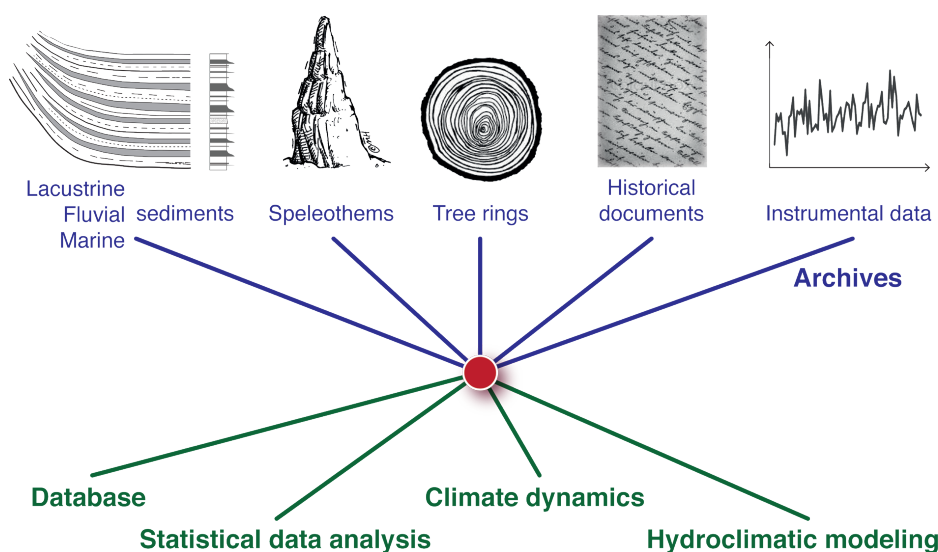 Lacustrine
Fluvial sediments
Marine
Speleothems
Tree rings
Historical
documents
Instrumental data
Archives
Database
Climate dynamics
Statistical data analysis
Hydroclimatic modeling